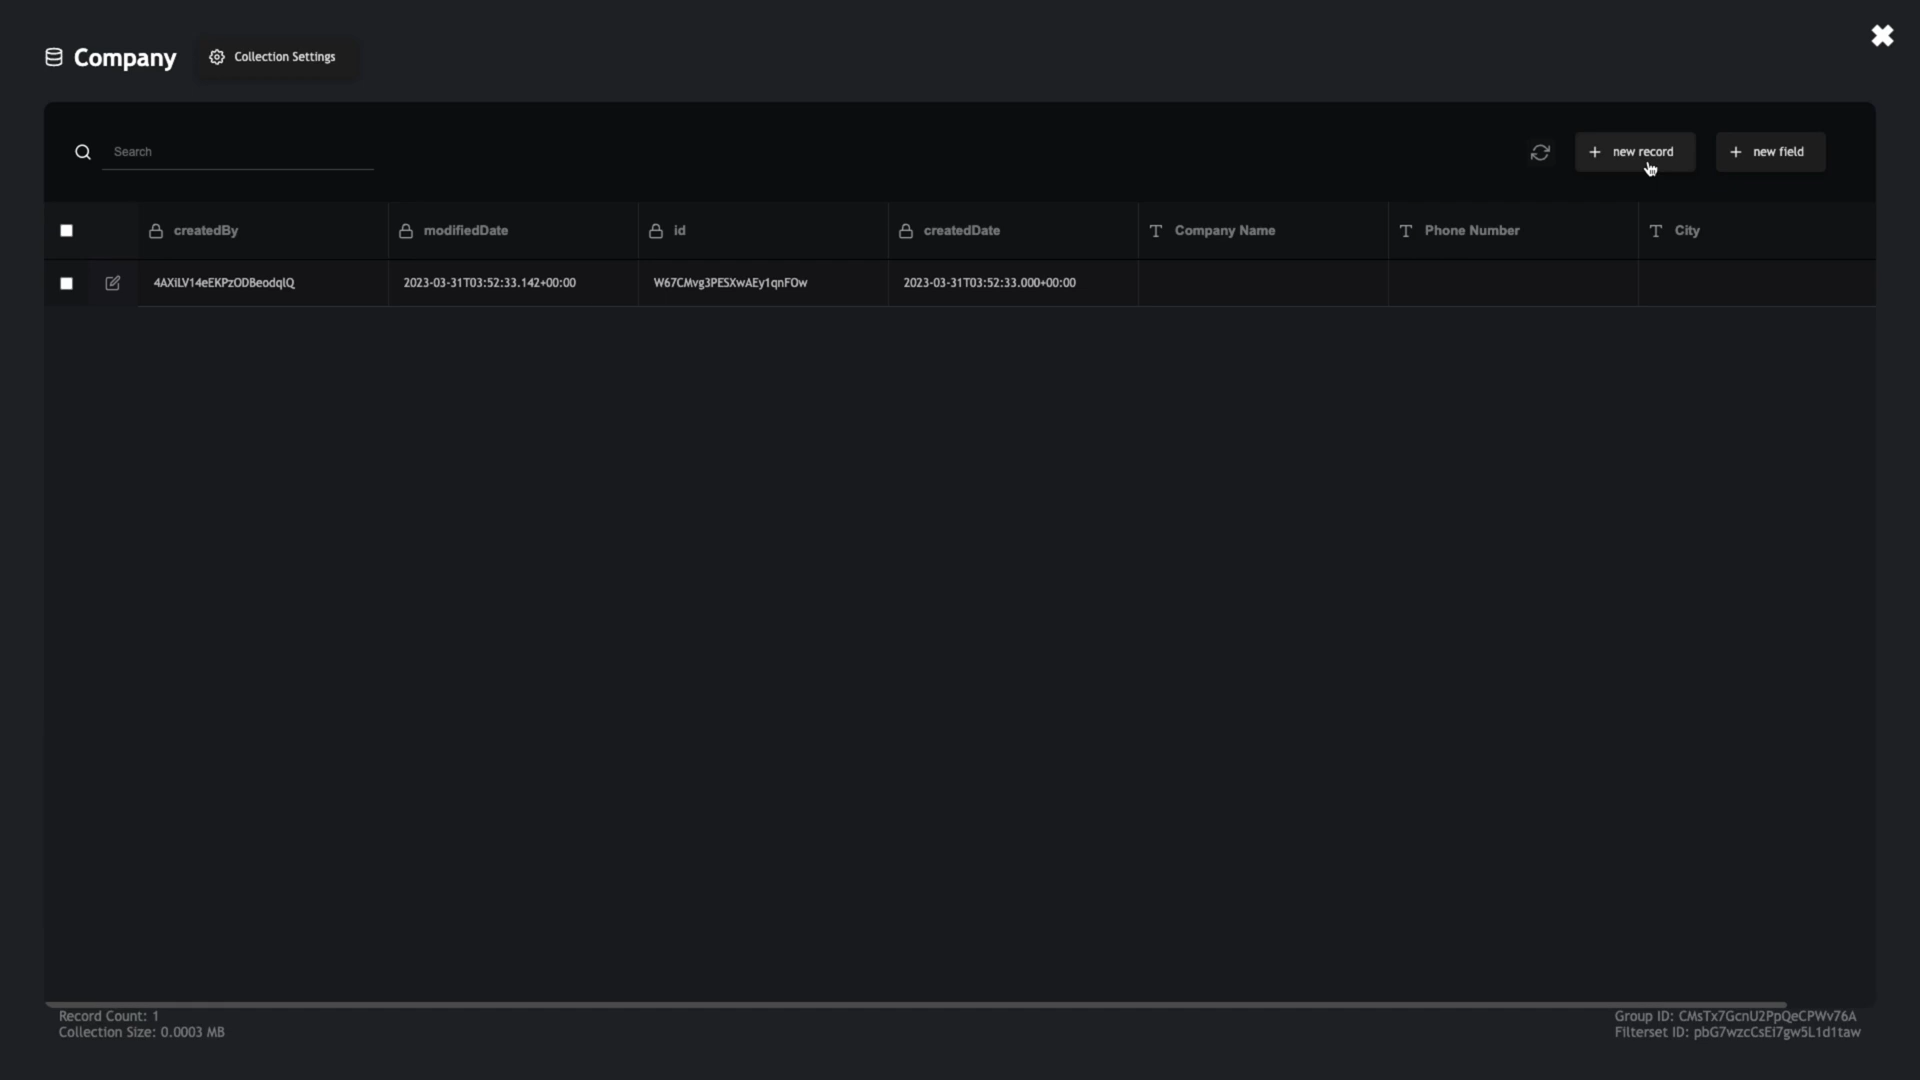 Company
Collection Settings
Search
new record
new field
createdBy
modifiedDate
id
createdDate
Company Name
Phone Number
City
4AXiLV14eEKPzODBeodqlQ
2023-03-31T03:52:33.142+00:00
W67CMvg3PESXwAEy1qnFOw
2023-03-31T03:52:33.000+00:00
Record Count: 1
Collection Size: 0.0003 MB
Group ID: CMsTx7GcnU2PpQeCPWv76A
Filterset ID: pbG7wzcCsEi7gw5L1d1taw